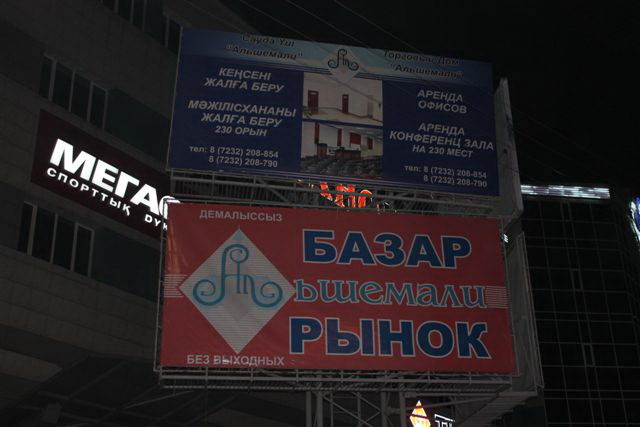 Сауда Үйі
"Альшемали"
Торговый Дом
"Альшемали"
КЕҢСЕНІ
ЖАЛҒА БЕРУ
МӘЖІЛІСХАНАНЫ
ЖАЛҒА БЕРУ
230 ОРЫН
тел: 8 (7232) 208-854
8 (7232) 208-790
АРЕНДА
ОФИСОВ
АРЕНДА
КОНФЕРЕНЦ ЗАЛА
НА 230 МЕСТ
тел: 8 (7232) 208-854
8 (7232) 208-790
МЕГА
СПОРТТЫҚ
ДЕМАЛЫССЫЗ
БАЗАР
ьшемали
РЫНОК
БЕЗ ВЫХОДНЫХ